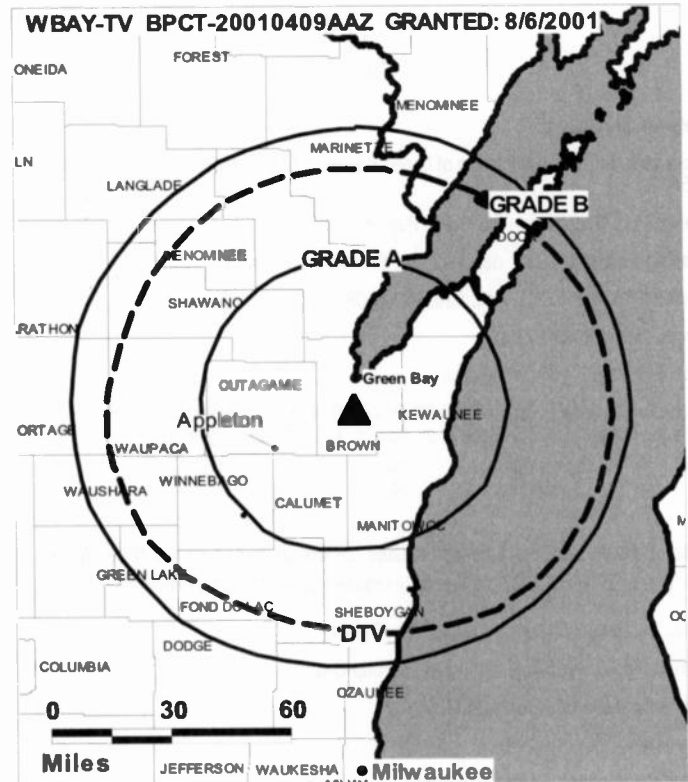 WBAY-TV BPCT-20010409AAZ GRANTED: 8/6/2001
FOREST
ONEIDA
MENOMINEE
MARINETTE
LN
LANGLADE
GRADE B
DOOR
MENOMINEE
GRADE A
SHAWANO
RATHON
Green Bay
OUTAGAMIE
Appleton
KEWAUNEE
ORTAGE
WAUPACA
BROWN
WINNEBAGO
WAUSHARA
CALUMET
MANITOWOC
M
GREEN LAKE
FOND DU LAC
SHEBOYGAN
OC
DTV
DODGE
COLUMBIA
OZAUKEE
0 30 60
Miles
JEFFERSON
WAUKESHA
Milwaukee